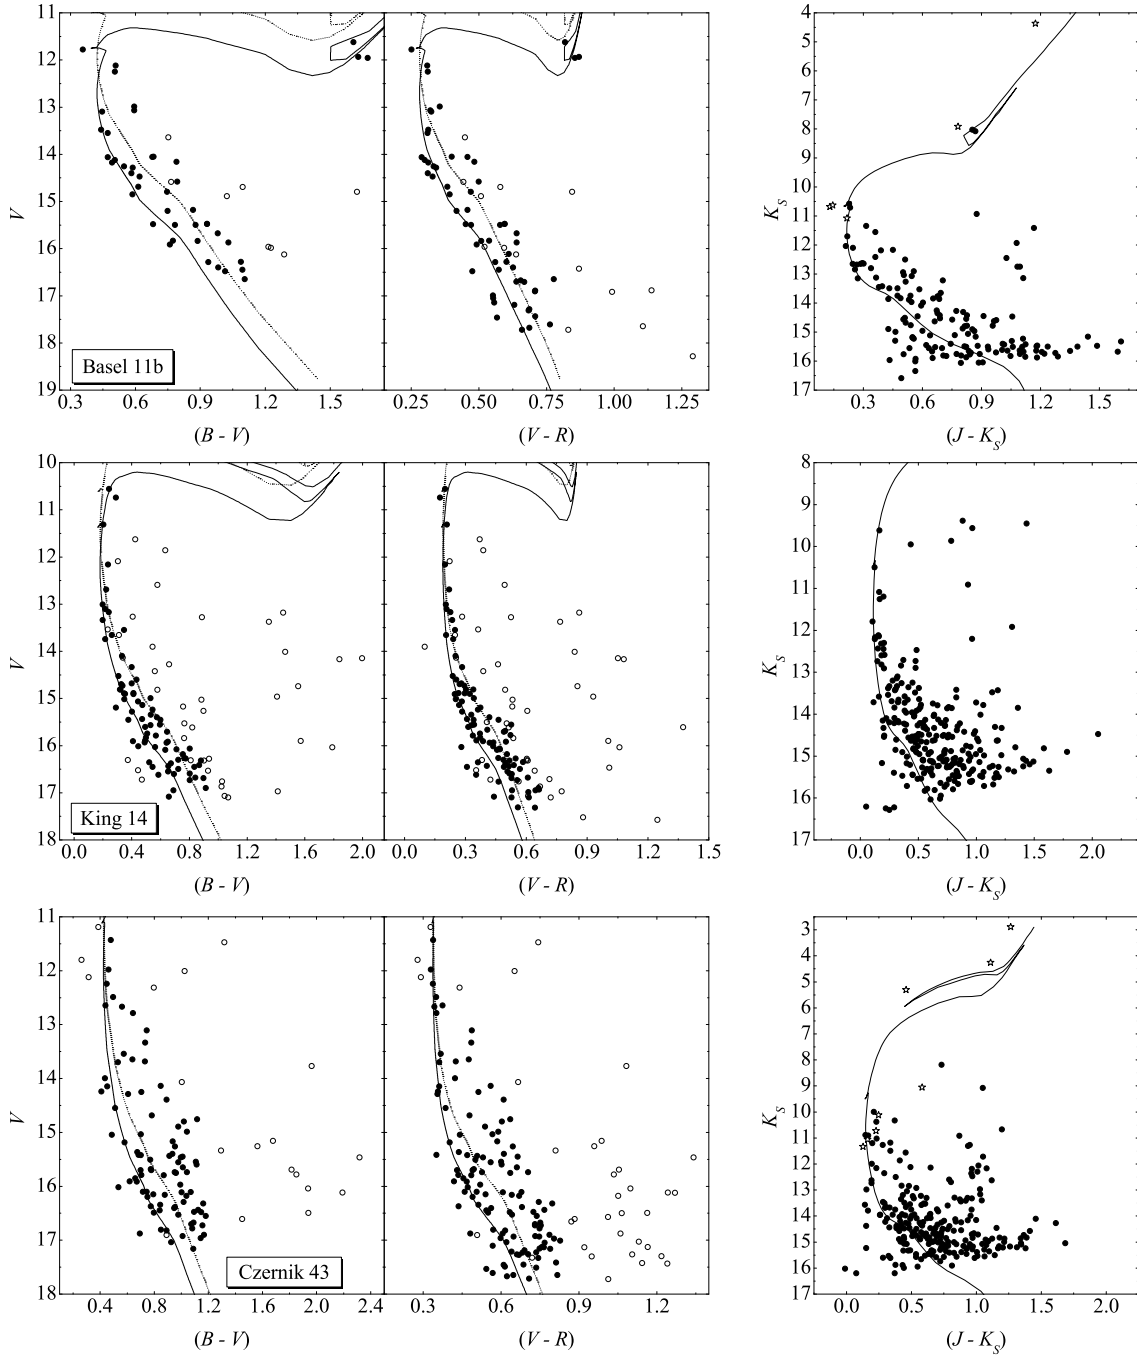 11
12
13
14
15
16
17
18
19
V
0.3 0.6 0.9 1.2 1.5
(B - V)
Basel 11b
0.25 0.50 0.75 1.00 1.25
(V - R)
4
5
6
7
8
9
10
11
12
13
14
15
16
17
K_S
0.3 0.6 0.9 1.2 1.5
(J - K_S)
10
11
12
13
14
15
16
17
18
V
0.0 0.4 0.8 1.2 1.6 2.0
(B - V)
King 14
0.0 0.3 0.6 0.9 1.2 1.5
(V - R)
8
9
10
11
12
13
14
15
16
17
K_S
0.0 0.5 1.0 1.5 2.0
(J - K_S)
11
12
13
14
15
16
17
18
V
0.4 0.8 1.2 1.6 2.0 2.4
(B - V)
Czernik 43
0.3 0.6 0.9 1.2
(V - R)
3
4
5
6
7
8
9
10
11
12
13
14
15
16
17
K_S
0.0 0.5 1.0 1.5 2.0
(J - K_S)